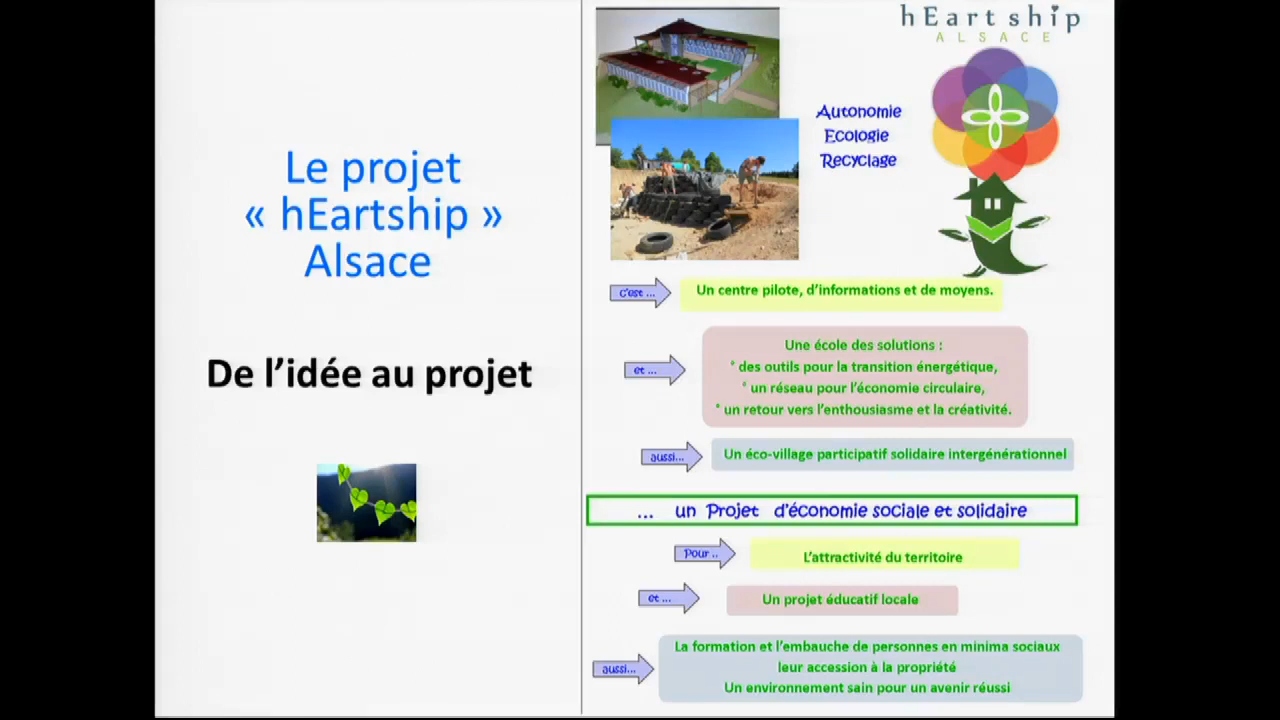 Le projet
« hEartship »
Alsace
De l’idée au projet
hEart ship
ALSACE
Autonomie
Ecologie
Recyclage
c'est ...
Un centre pilote, d’informations et de moyens.
et ...
Une école des solutions :
* des outils pour la transition énergétique,
* un réseau pour l’économie circulaire,
* un retour vers l’enthousiasme et la créativité.
aussi...
Un éco-village participatif solidaire intergénérationnel
... un Projet d’économie sociale et solidaire
Pour ..
L’attractivité du territoire
et ...
Un projet éducatif locale
aussi...
La formation et l’embauche de personnes en minima sociaux
leur accession à la propriété
Un environnement sain pour un avenir réussi